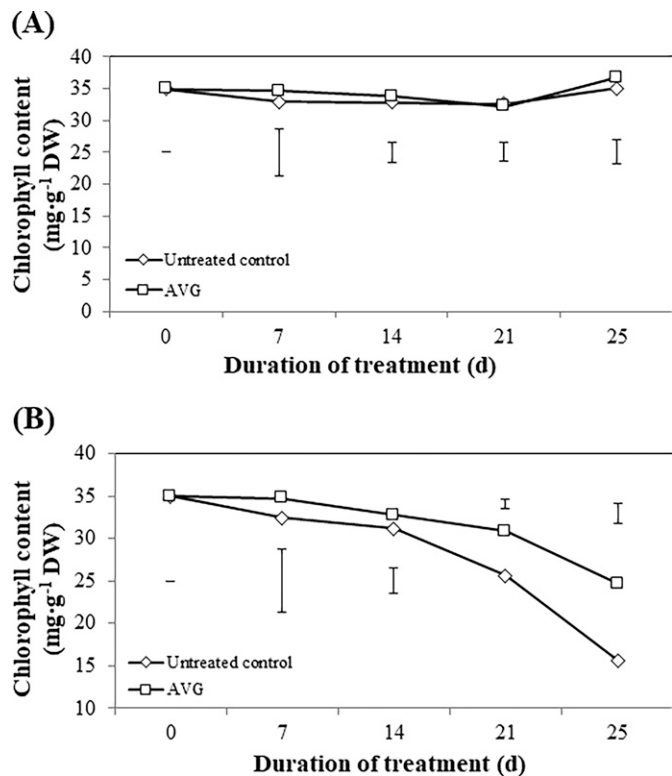 (A)
40
35
30
25
20
15
10
5
0
Chlorophyll content
(mg·g⁻¹ DW)
Untreated control
AVG
0 7 14 21 25
Duration of treatment (d)
(B)
40
35
30
25
20
15
10
Chlorophyll content
(mg·g⁻¹ DW)
Untreated control
AVG
0 7 14 21 25
Duration of treatment (d)